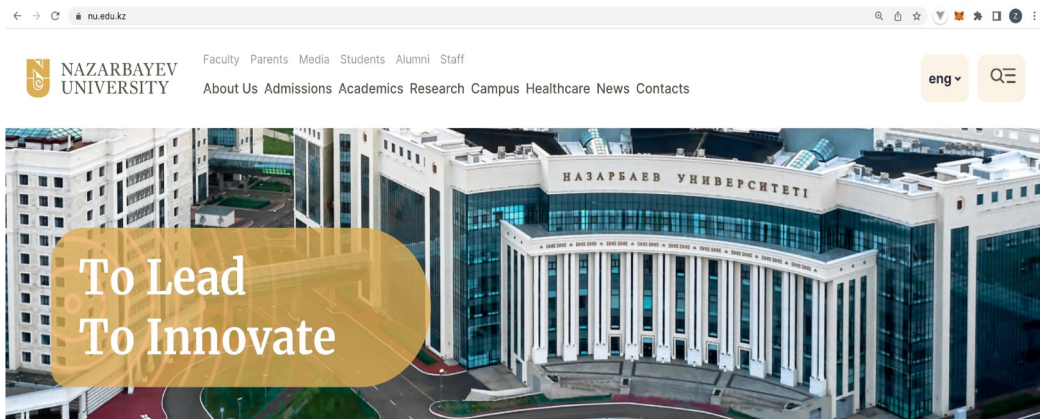 nu.edu.kz
Z
NAZARBAYEV
UNIVERSITY
Faculty Parents Media Students Alumni Staff
About Us Admissions Academics Research Campus Healthcare News Contacts
eng
НАЗАРБАЕВ УНИВЕРСИТЕТІ
To Lead
To Innovate